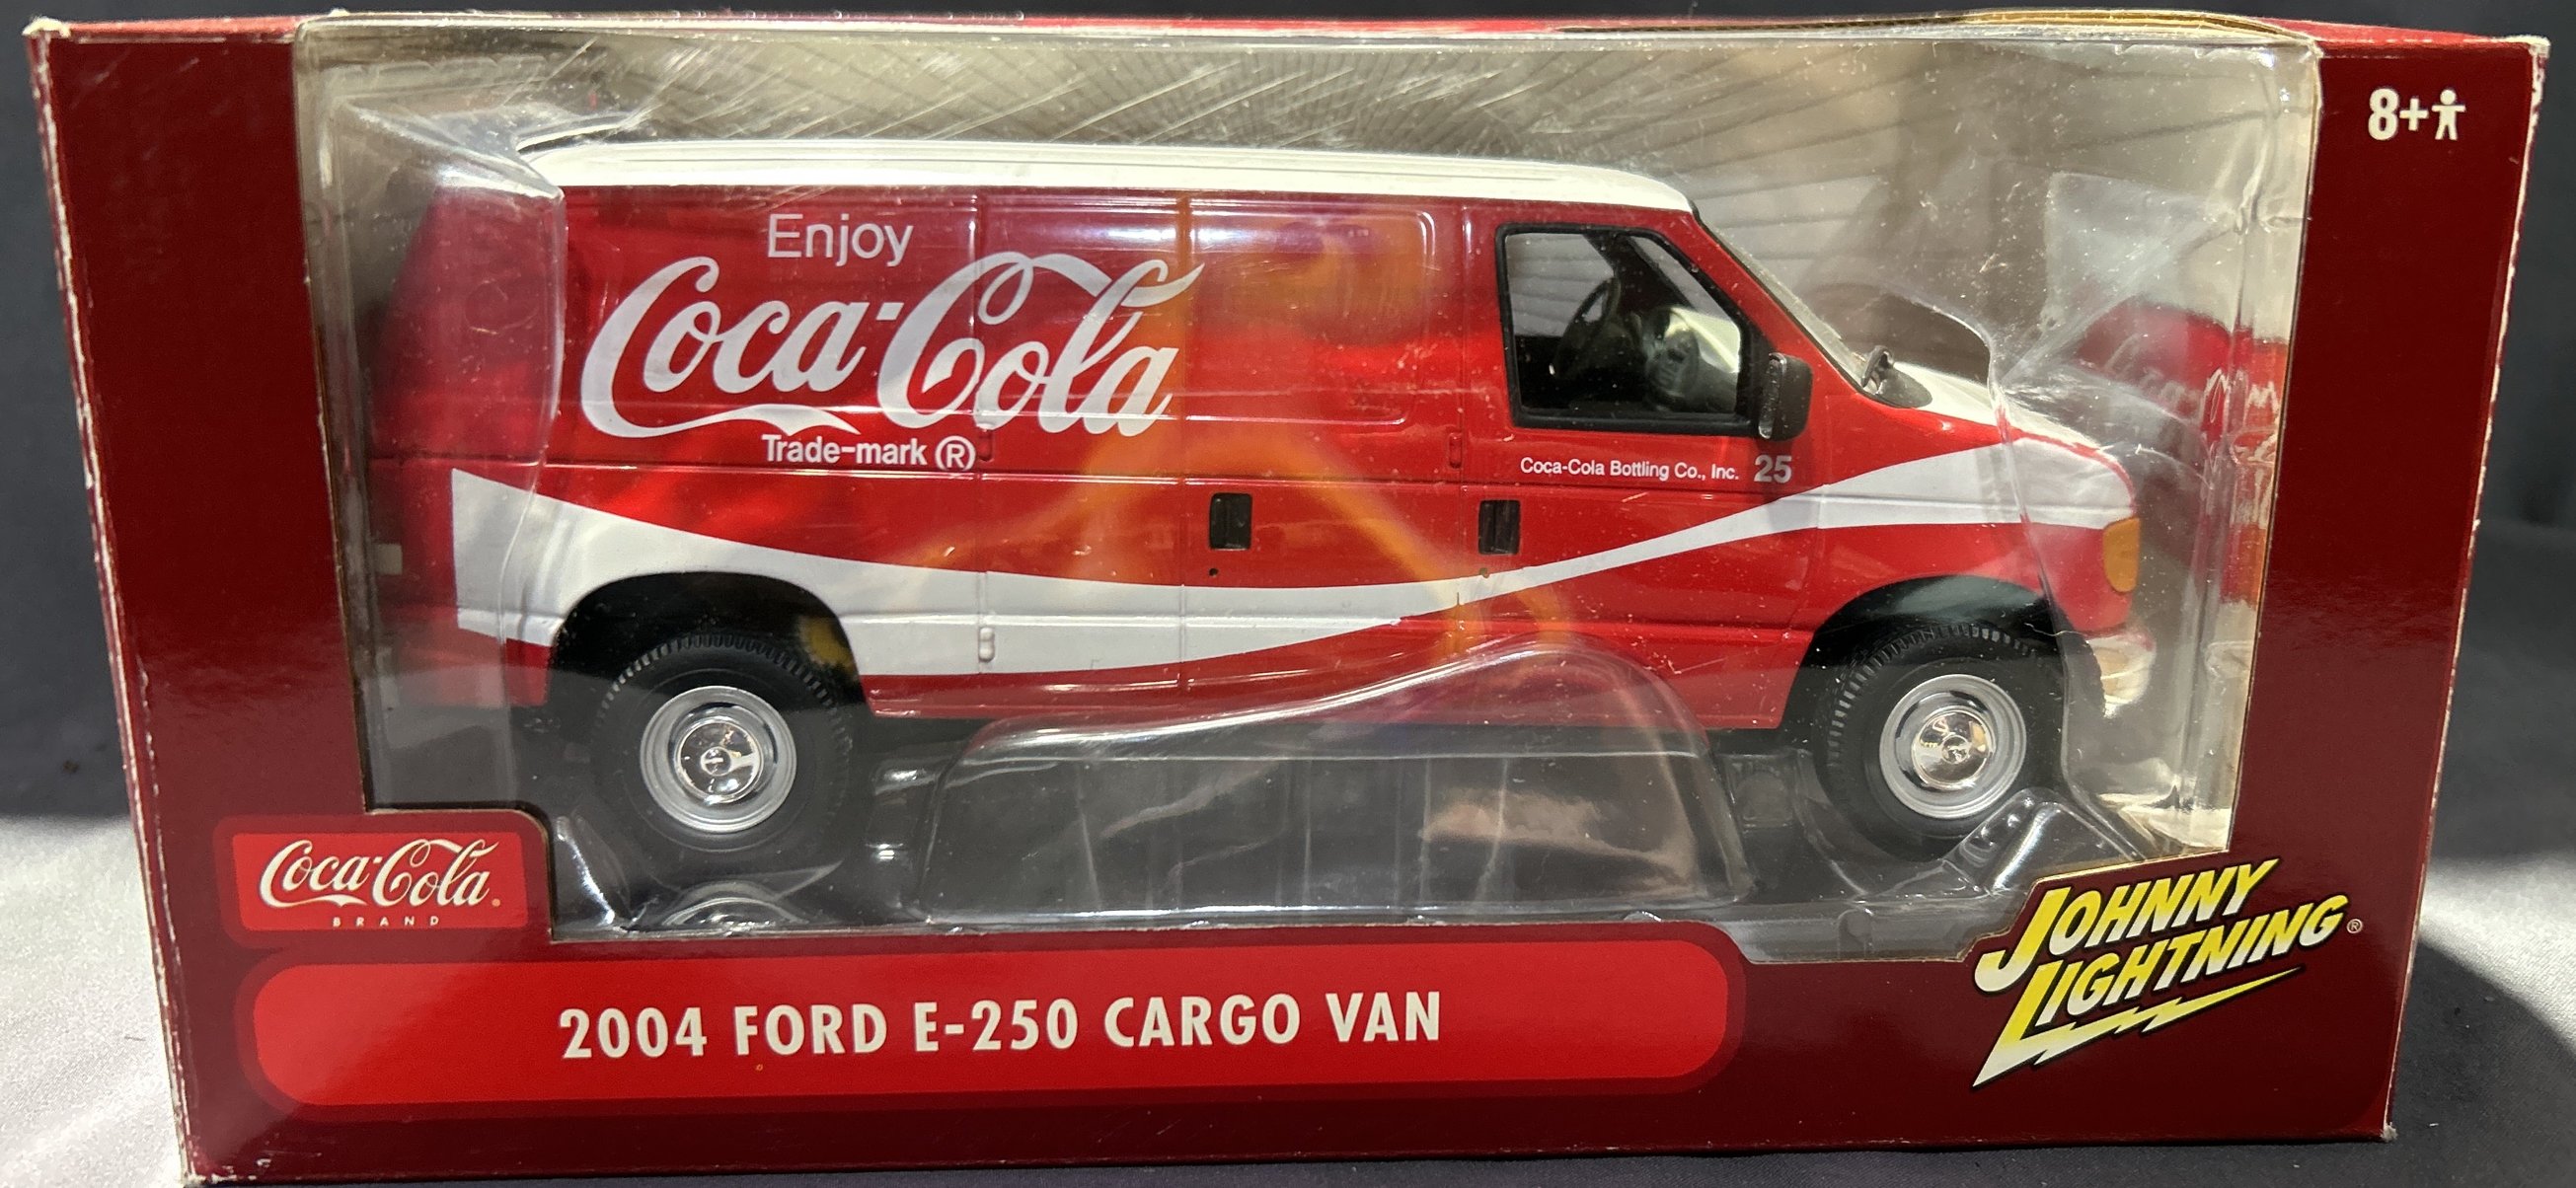 8+
Enjoy
Coca-Cola
Trade-mark ®
Coca-Cola Bottling Co., Inc. 25
Coca-Cola.
BRAND
JOHNNY
LIGHTNING®
2004 FORD E-250 CARGO VAN